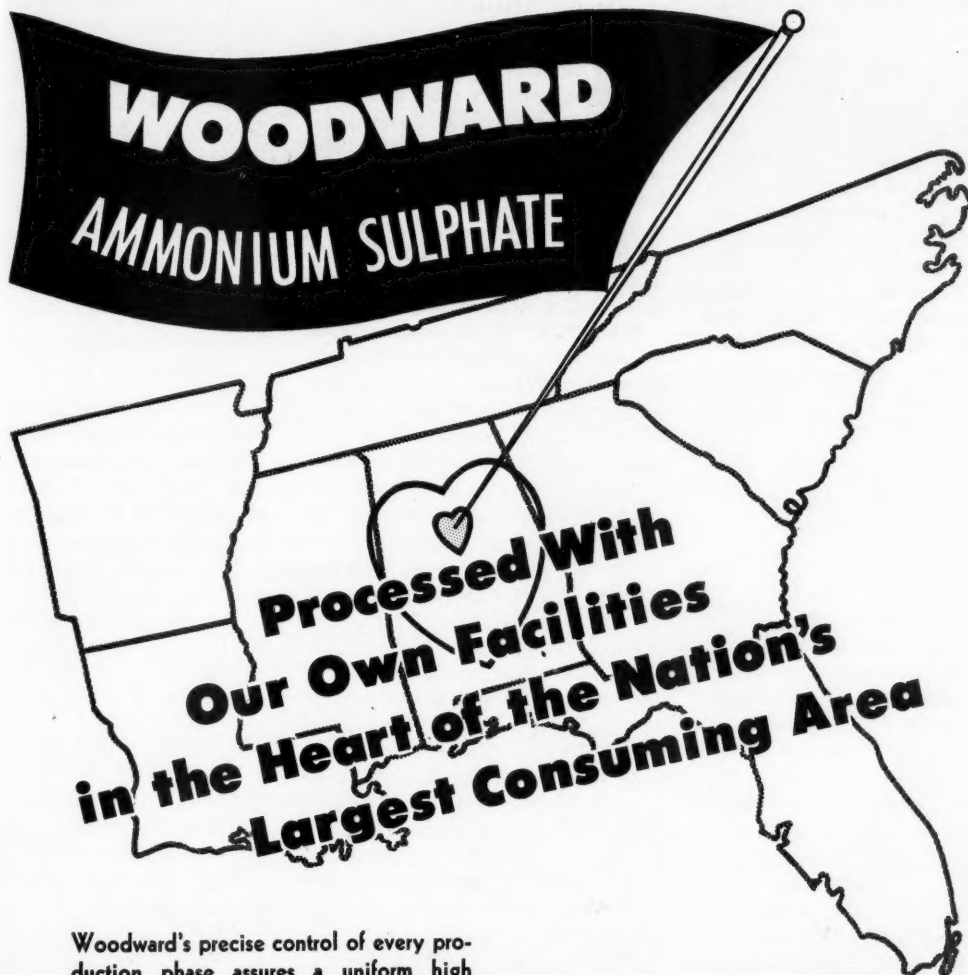 WOODWARD
AMMONIUM SULPHATE
Processed With
Our Own Facilities
in the Heart of the Nation's
Largest Consuming Area
Woodward's precise control of every pro-
duction phase assures a uniform high